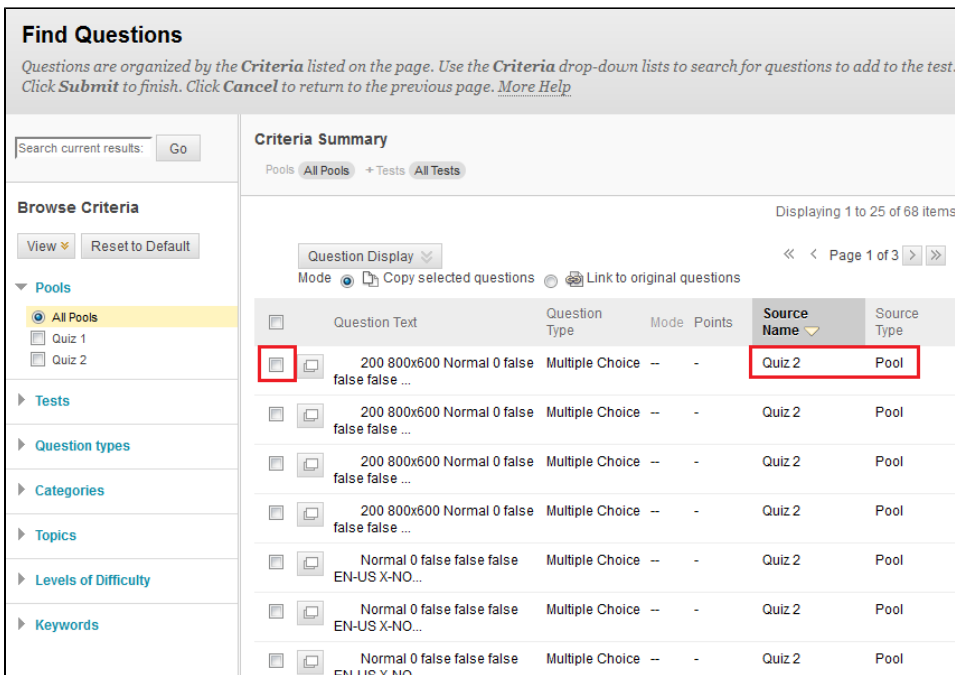 Find Questions
Questions are organized by the Criteria listed on the page. Use the Criteria drop-down lists to search for questions to add to the test.
Click Submit to finish. Click Cancel to return to the previous page. More Help
Search current results: Go
Criteria Summary
Pools All Pools + Tests All Tests
Browse Criteria
View Reset to Default
Pools
All Pools
Quiz 1
Quiz 2
Tests
Question types
Categories
Topics
Levels of Difficulty
Keywords
Displaying 1 to 25 of 68 items
Question Display
<< < Page 1 of 3 > >>
Mode Copy selected questions Link to original questions
Question Text Question Type Mode Points Source Name Source Type
200 800x600 Normal 0 false Multiple Choice -- - Quiz 2 Pool
false false ...
200 800x600 Normal 0 false Multiple Choice -- - Quiz 2 Pool
false false ...
200 800x600 Normal 0 false Multiple Choice -- - Quiz 2 Pool
false false ...
200 800x600 Normal 0 false Multiple Choice -- - Quiz 2 Pool
false false ...
Normal 0 false false false Multiple Choice -- - Quiz 2 Pool
EN-US X-NO...
Normal 0 false false false Multiple Choice -- - Quiz 2 Pool
EN-US X-NO...
Normal 0 false false false Multiple Choice -- - Quiz 2 Pool
EN-US X-NO